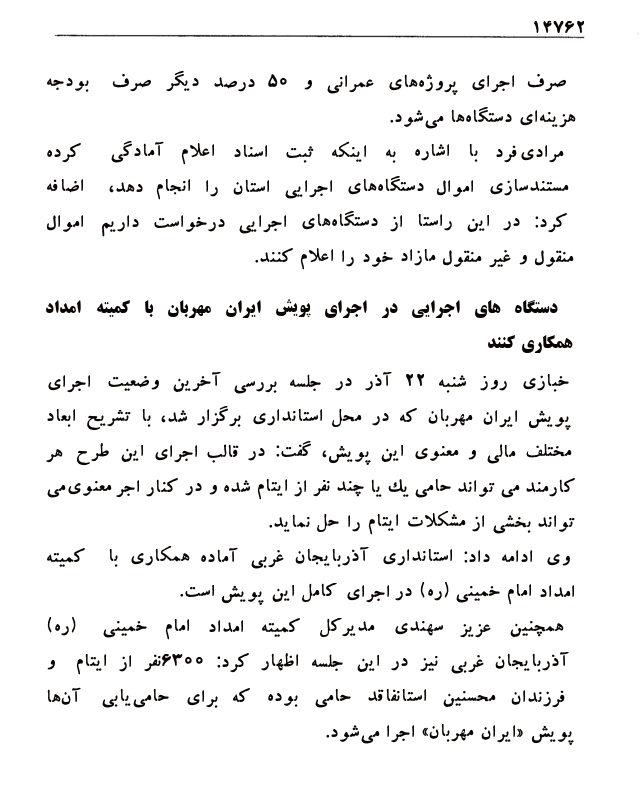 ۱۴۷۶۲
صرف اجرای پروژه‌های عمرانی و ۵۰ درصد دیگر صرف بودجه
هزینه‌ای دستگاه‌ها می‌شود.
مرادی‌فرد با اشاره به اینکه ثبت اسناد اعلام آمادگی کرده
مستندسازی اموال دستگاه‌های اجرایی استان را انجام دهد، اضافه
کرد: در این راستا از دستگاه‌های اجرایی درخواست داریم اموال
منقول و غیر منقول مازاد خود را اعلام کنند.
دستگاه های اجرایی در اجرای پویش ایران مهربان با کمیته امداد
همکاری کنند
خبازی روز شنبه ۲۲ آذر در جلسه بررسی آخرین وضعیت اجرای
پویش ایران مهربان که در محل استانداری برگزار شد، با تشریح ابعاد
مختلف مالی و معنوی این پویش، گفت: در قالب اجرای این طرح هر
کارمند می تواند حامی یك یا چند نفر از ایتام شده و در کنار اجر معنوی‌می
تواند بخشی از مشکلات ایتام را حل نماید.
وی ادامه داد: استانداری آذربایجان غربی آماده همکاری با کمیته
امداد امام خمینی (ره) در اجرای کامل این پویش است.
همچنین عزیز سهندی مدیرکل کمیته امداد امام خمینی (ره)
آذربایجان غربی نیز در این جلسه اظهار کرد: ۶۳۰۰نفر از ایتام و
فرزندان محسنین استانفاقد حامی بوده که برای حامی‌یابی آن‌ها
پویش «ایران مهربان» اجرا می‌شود.